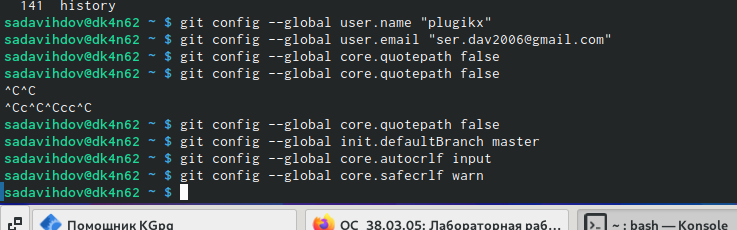 141  history
sadavihdov@dk4n62 ~ $ git config --global user.name "plugikx"
sadavihdov@dk4n62 ~ $ git config --global user.email "ser.dav2006@gmail.com"
sadavihdov@dk4n62 ~ $ git config --global core.quotepath false
sadavihdov@dk4n62 ~ $ git config --global core.quotepath false
^C^C
^Cc^C^Ccc^C
sadavihdov@dk4n62 ~ $ git config --global core.quotepath false
sadavihdov@dk4n62 ~ $ git config --global init.defaultBranch master
sadavihdov@dk4n62 ~ $ git config --global core.autocrlf input
sadavihdov@dk4n62 ~ $ git config --global core.safecrlf warn
sadavihdov@dk4n62 ~ $
Помощник KGpg
ОС_38.03.05: Лабораторная раб...
~ : bash — Konsole